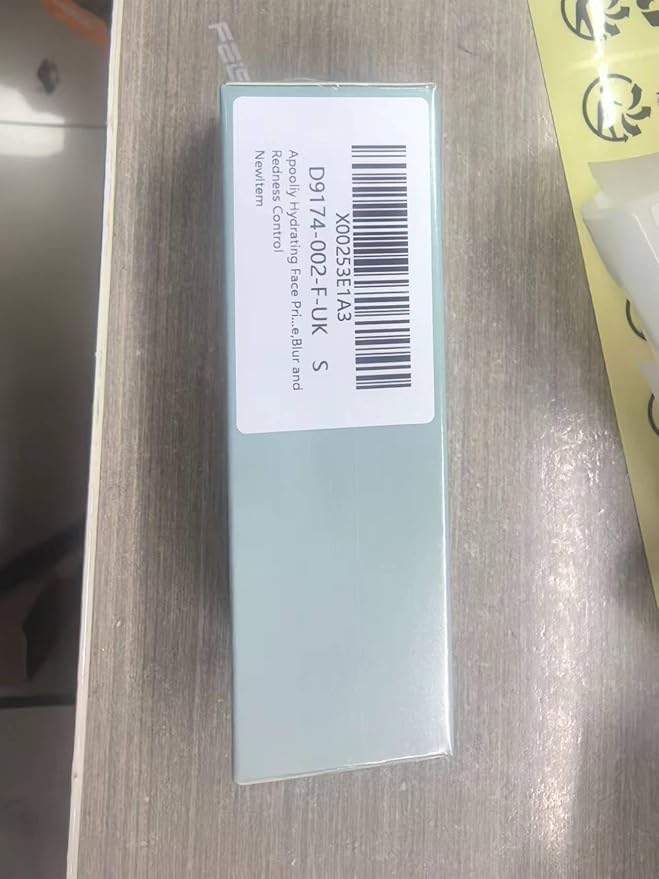 X00253E1A3
D9174-002-F-UK S
Apooliy Hydrating Face Pri...e,Blur and
Redness Control
NewItem